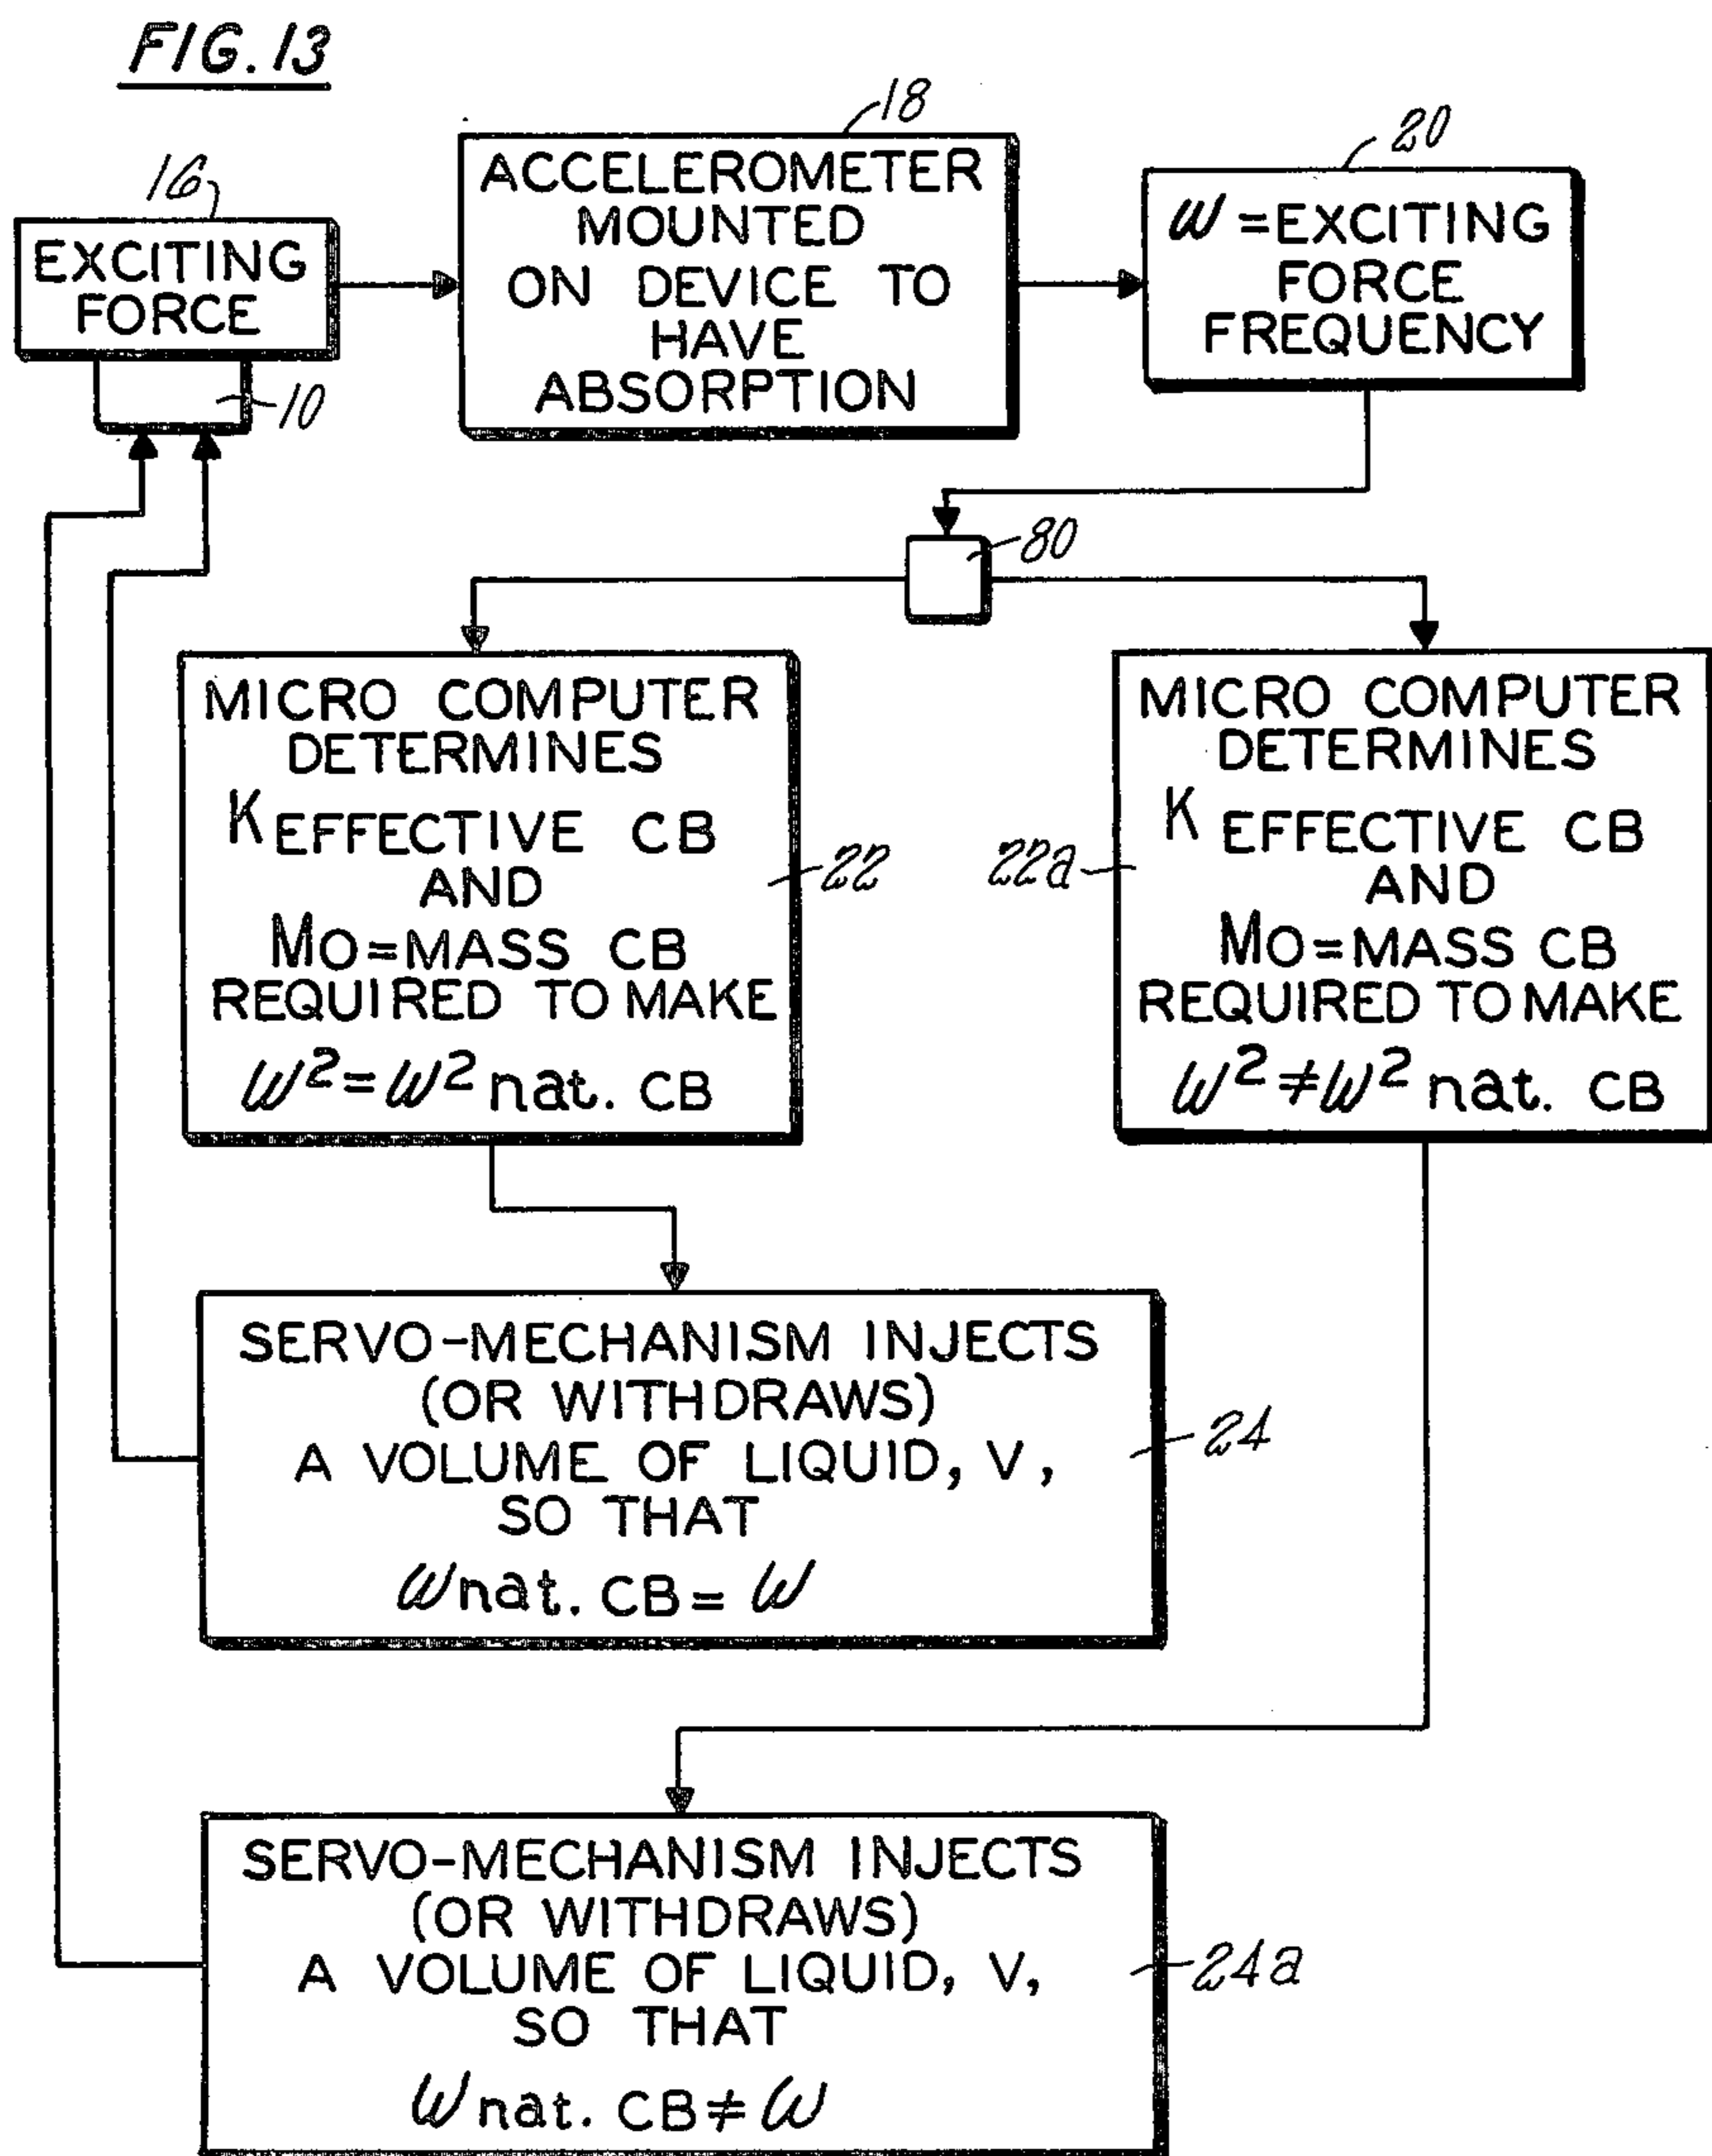 FIG. 13
16
EXCITING
FORCE
10
18
ACCELEROMETER
MOUNTED
ON DEVICE TO
HAVE
ABSORPTION
20
ω = EXCITING
FORCE
FREQUENCY
80
MICRO COMPUTER
DETERMINES
K EFFECTIVE CB
AND
Mo = MASS CB
REQUIRED TO MAKE
ω² = ω² nat. CB
22
MICRO COMPUTER
DETERMINES
K EFFECTIVE CB
AND
Mo = MASS CB
REQUIRED TO MAKE
ω² ≠ ω² nat. CB
22a
SERVO-MECHANISM INJECTS
(OR WITHDRAWS)
A VOLUME OF LIQUID, V,
SO THAT
ω nat. CB = ω
24
SERVO-MECHANISM INJECTS
(OR WITHDRAWS)
A VOLUME OF LIQUID, V,
SO THAT
ω nat. CB ≠ ω
24a